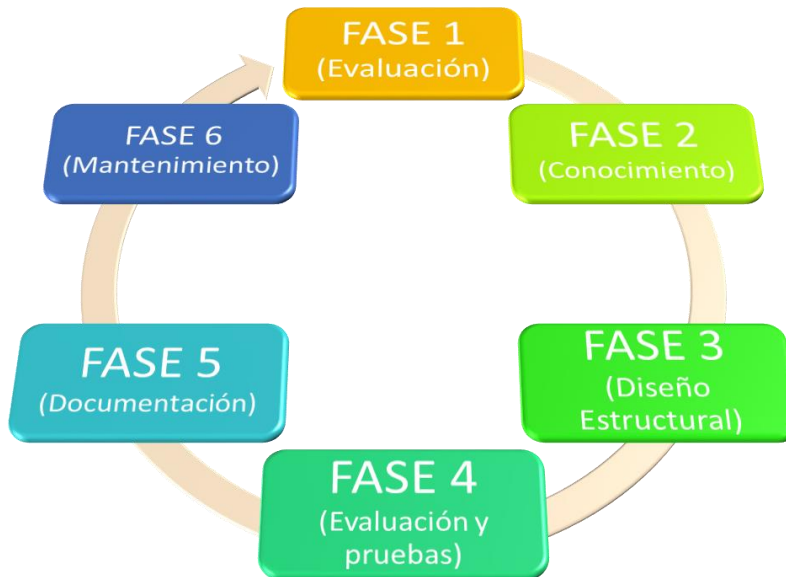 FASE 1
(Evaluación)
FASE 2
(Conocimiento)
FASE 3
(Diseño
Estructural)
FASE 4
(Evaluación y
pruebas)
FASE 5
(Documentación)
FASE 6
(Mantenimiento)